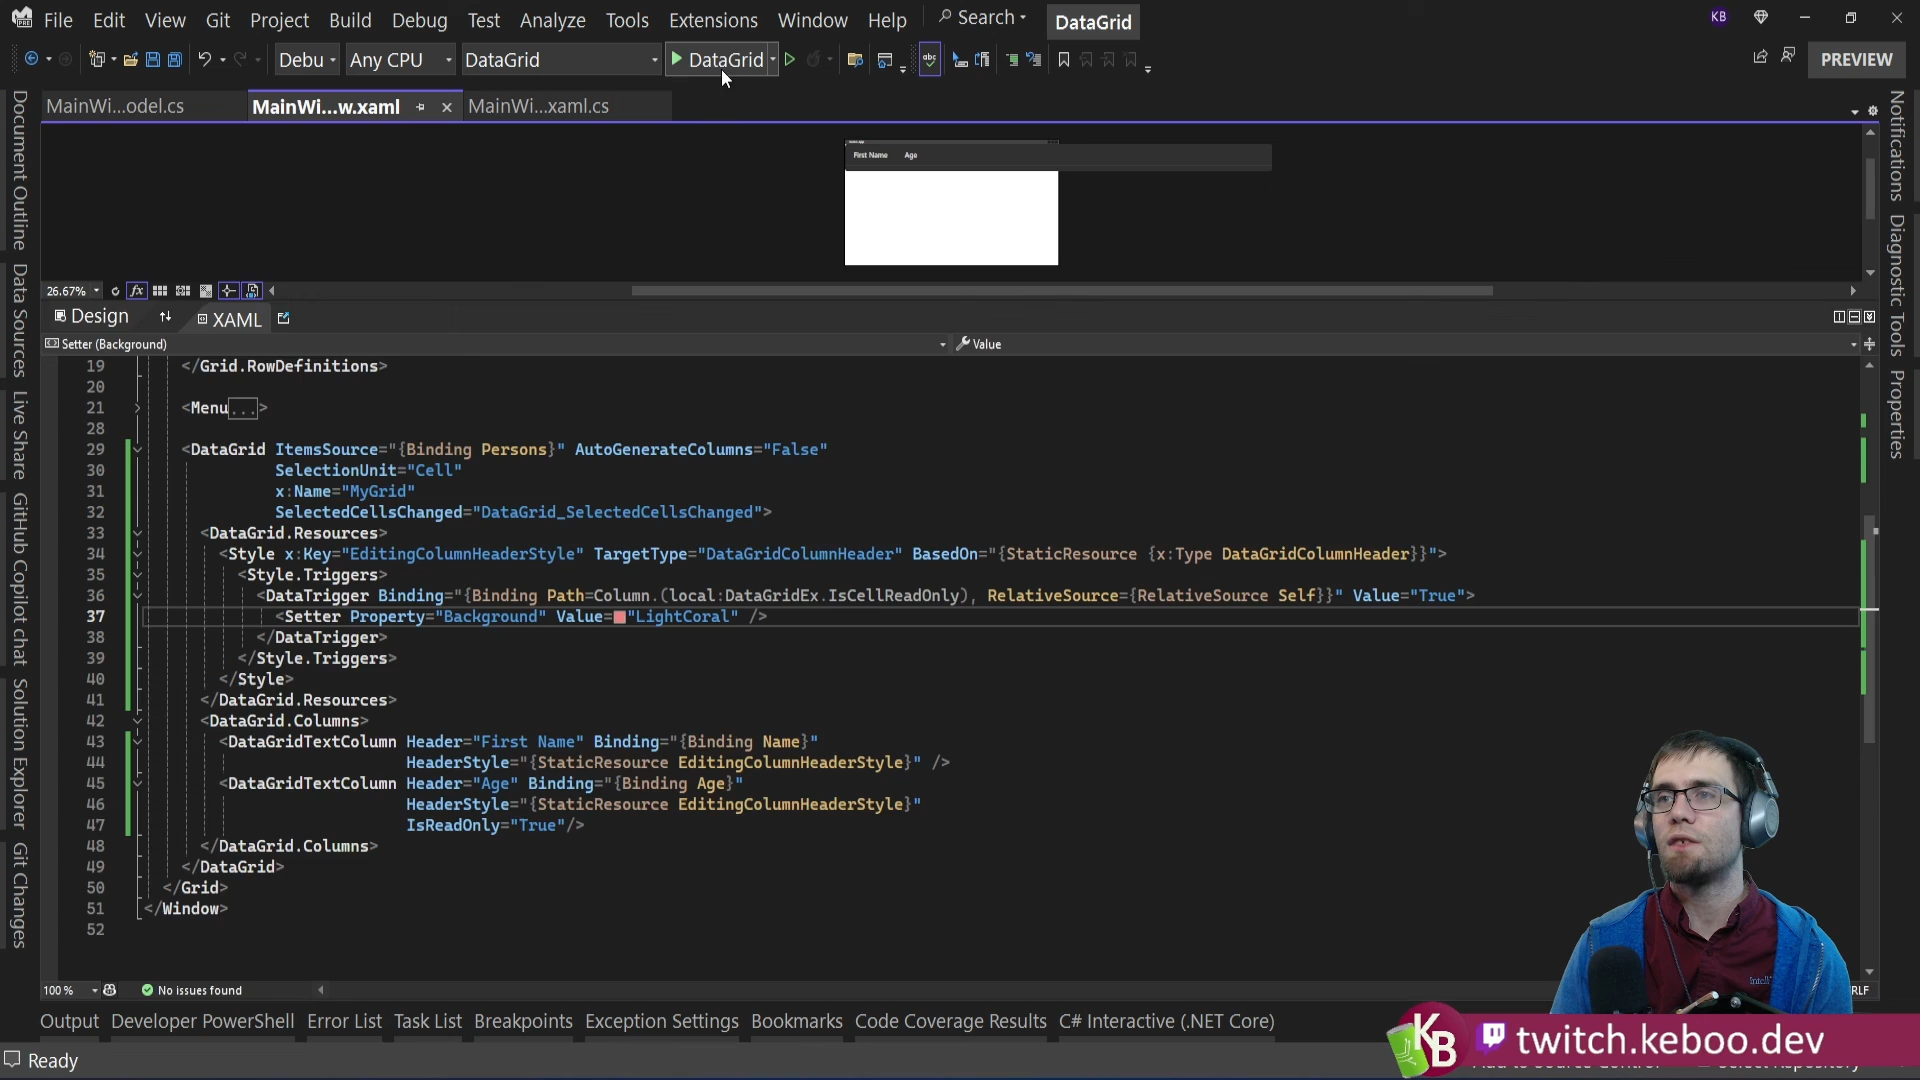 File Edit View Git Project Build Debug Test Analyze Tools Extensions Window Help Search DataGrid KB
Debu Any CPU DataGrid DataGrid PREVIEW
MainWi...odel.cs MainWi...w.xaml MainWi...xaml.cs
First Name Age
26.67%
Design XAML
Setter (Background) Value
19 </Grid.RowDefinitions>
20
21 <Menu...>
28
29 <DataGrid ItemsSource="{Binding Persons}" AutoGenerateColumns="False"
30 SelectionUnit="Cell"
31 x:Name="MyGrid"
32 SelectedCellsChanged="DataGrid_SelectedCellsChanged">
33 <DataGrid.Resources>
34 <Style x:Key="EditingColumnHeaderStyle" TargetType="DataGridColumnHeader" BasedOn="{StaticResource {x:Type DataGridColumnHeader}}">
35 <Style.Triggers>
36 <DataTrigger Binding="{Binding Path=Column.(local:DataGridEx.IsCellReadOnly), RelativeSource={RelativeSource Self}}" Value="True">
37 <Setter Property="Background" Value="LightCoral" />
38 </DataTrigger>
39 </Style.Triggers>
40 </Style>
41 </DataGrid.Resources>
42 <DataGrid.Columns>
43 <DataGridTextColumn Header="First Name" Binding="{Binding Name}"
44 HeaderStyle="{StaticResource EditingColumnHeaderStyle}" />
45 <DataGridTextColumn Header="Age" Binding="{Binding Age}"
46 HeaderStyle="{StaticResource EditingColumnHeaderStyle}"
47 IsReadOnly="True"/>
48 </DataGrid.Columns>
49 </DataGrid>
50 </Grid>
51 </Window>
52
100 % No issues found RLF
Output Developer PowerShell Error List Task List Breakpoints Exception Settings Bookmarks Code Coverage Results C# Interactive (.NET Core)
Ready
Document Outline
Data Sources
Live Share
GitHub Copilot chat
Solution Explorer
Git Changes
Notifications
Diagnostic Tools
Properties
KB twitch.keboo.dev